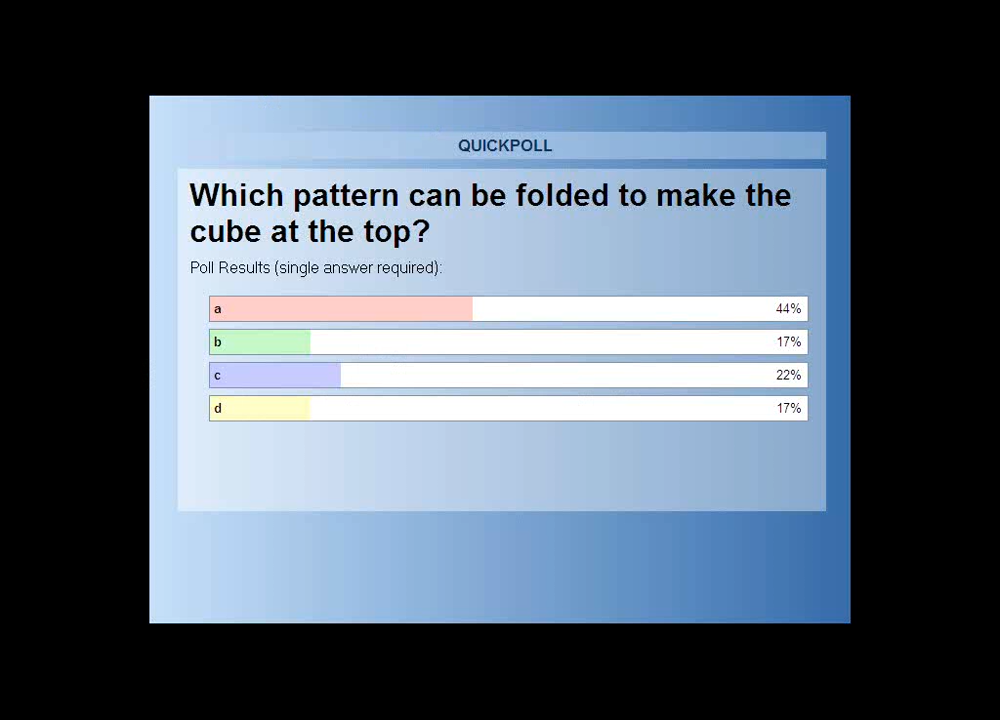 QUICKPOLL
Which pattern can be folded to make the
cube at the top?
Poll Results (single answer required):
a 44%
b 17%
c 22%
d 17%